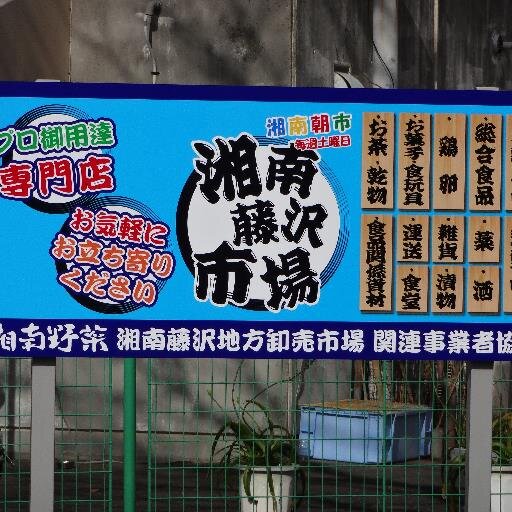 プロ御用達
専門店
お気軽に
お立ち寄り
ください
湘南朝市
毎週土曜日
湘南
藤沢
市場
お茶 乾物
お菓子・食玩具
鶏卵
総合食品
食品関係資材
運送
雑貨
薬
食堂
漬物
酒
湘南野菜 湘南藤沢地方卸売市場 関連事業者協